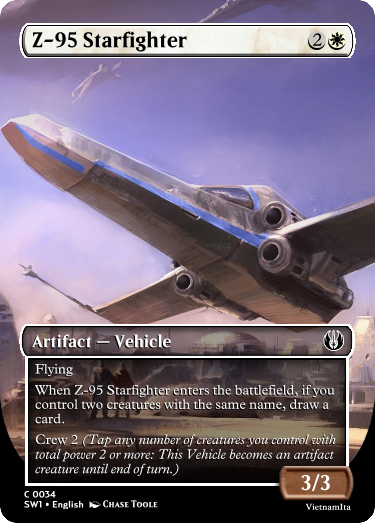 Z-95 Starfighter 2
Artifact — Vehicle
Flying
When Z-95 Starfighter enters the battlefield, if you
control two creatures with the same name, draw a
card.
Crew 2 (Tap any number of creatures you control with
total power 2 or more: This Vehicle becomes an artifact
creature until end of turn.)
3/3
C 0034
SW1 • English Chase Toole
VietnamIta